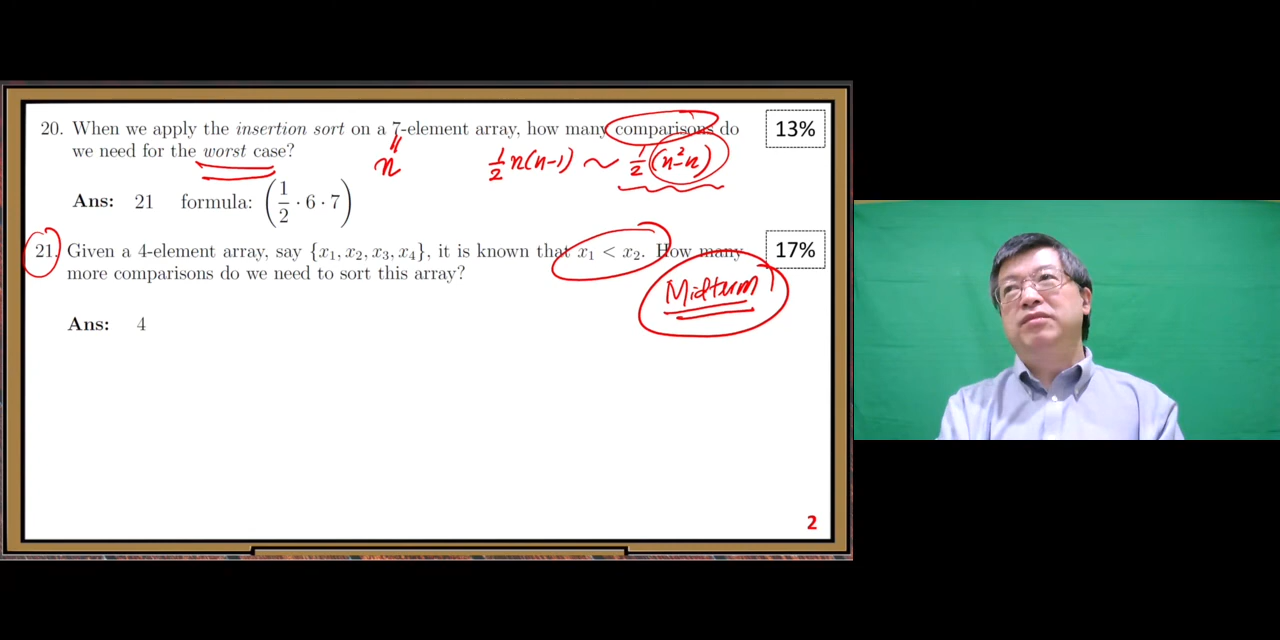 20. When we apply the insertion sort on a 7-element array, how many comparisons do 13%
we need for the worst case?
n
½n(n-1) ~ ½(n²-n)
Ans: 21 formula: (1/2 · 6 · 7)
21. Given a 4-element array, say {x₁, x₂, x₃, x₄}, it is known that x₁ < x₂. How many 17%
more comparisons do we need to sort this array?
Midterm
Ans: 4
2